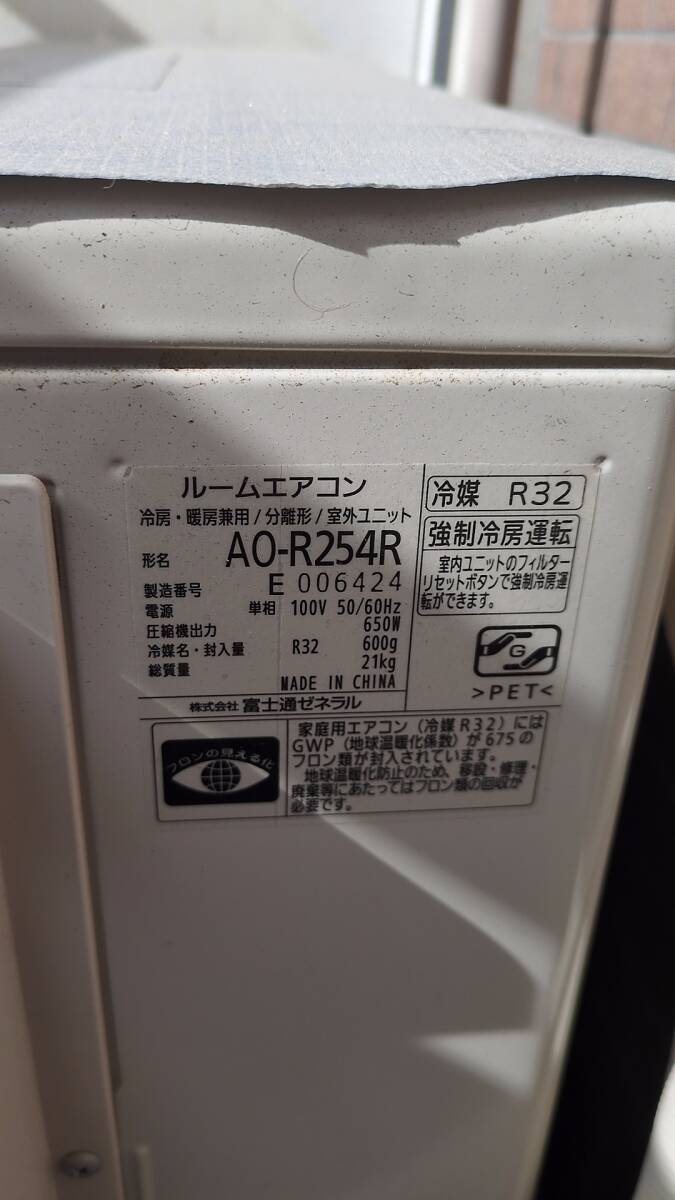 ルームエアコン
冷房・暖房兼用/分離形/室外ユニット
形名 AO-R254R
製造番号 E 006424
電源 単相 100V 50/60Hz
圧縮機出力 650W
冷媒名・封入量 R32 600g
総質量 21kg
MADE IN CHINA
株式会社 富士通ゼネラル
冷媒 R32
強制冷房運転
室内ユニットのフィルター
リセットボタンで強制冷房運
転ができます。
G
>PET<
フロンの見える化
家庭用エアコン（冷媒R32）には
GWP（地球温暖化係数）が675の
フロン類が封入されています。
地球温暖化防止のため、移設・修理・
廃棄等にあたってはフロン類の回収が
必要です。